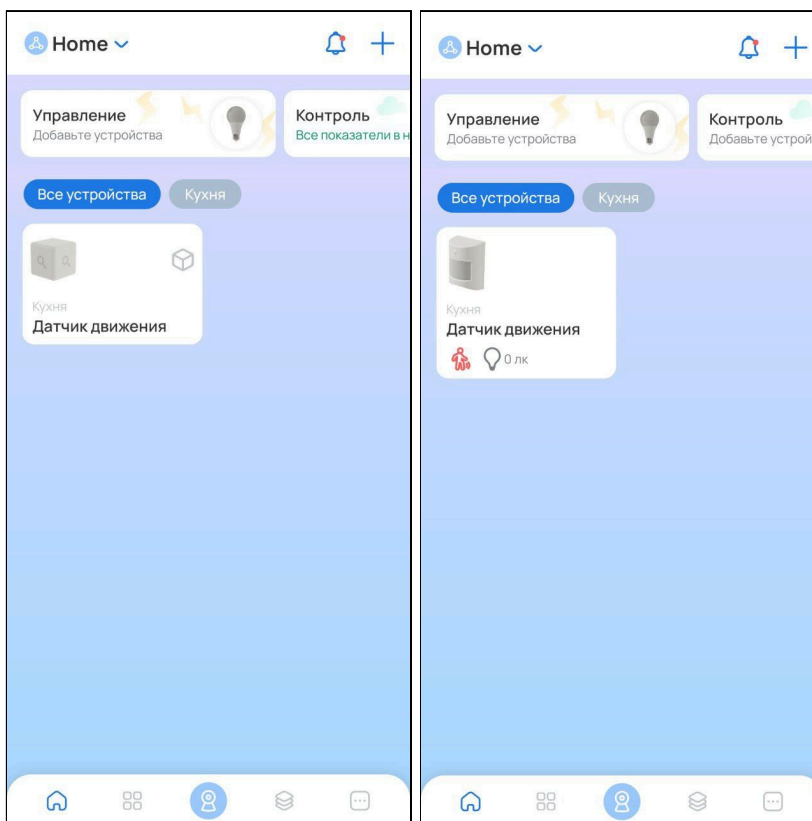 Home
Управление
Добавьте устройства
Контроль
Все показатели в н
Все устройства
Кухня
Кухня
Датчик движения
Home
Управление
Добавьте устройства
Контроль
Добавьте устрой
Все устройства
Кухня
Кухня
Датчик движения
0 лк